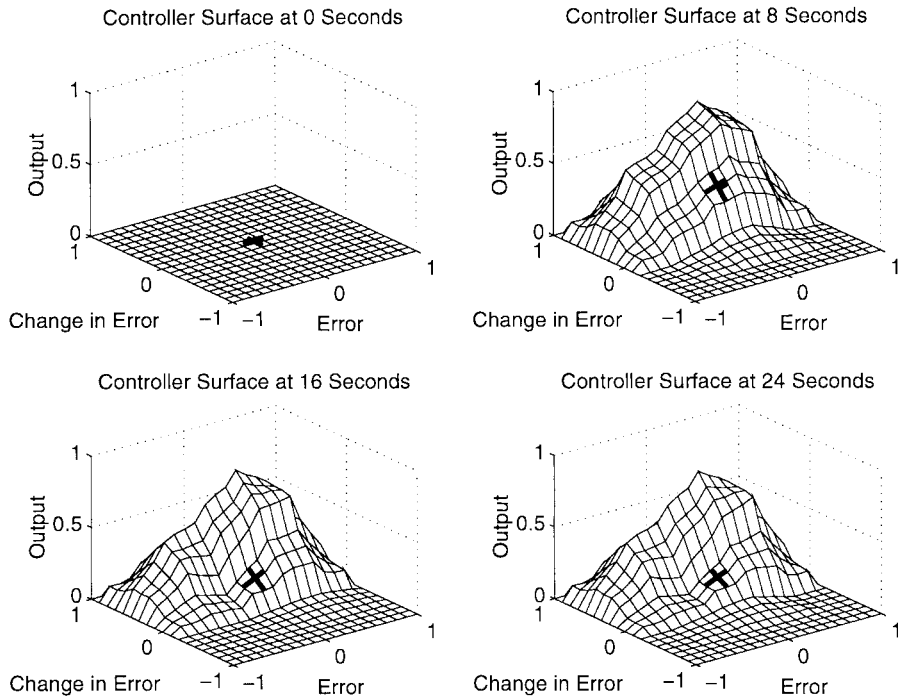 Controller Surface at 0 Seconds
1
0.5
0
Output
1
0
-1
Change in Error
-1
0
1
Error
Controller Surface at 8 Seconds
1
0.5
0
Output
1
0
-1
Change in Error
-1
0
1
Error
Controller Surface at 16 Seconds
1
0.5
0
Output
1
0
-1
Change in Error
-1
0
1
Error
Controller Surface at 24 Seconds
1
0.5
0
Output
1
0
-1
Change in Error
-1
0
1
Error